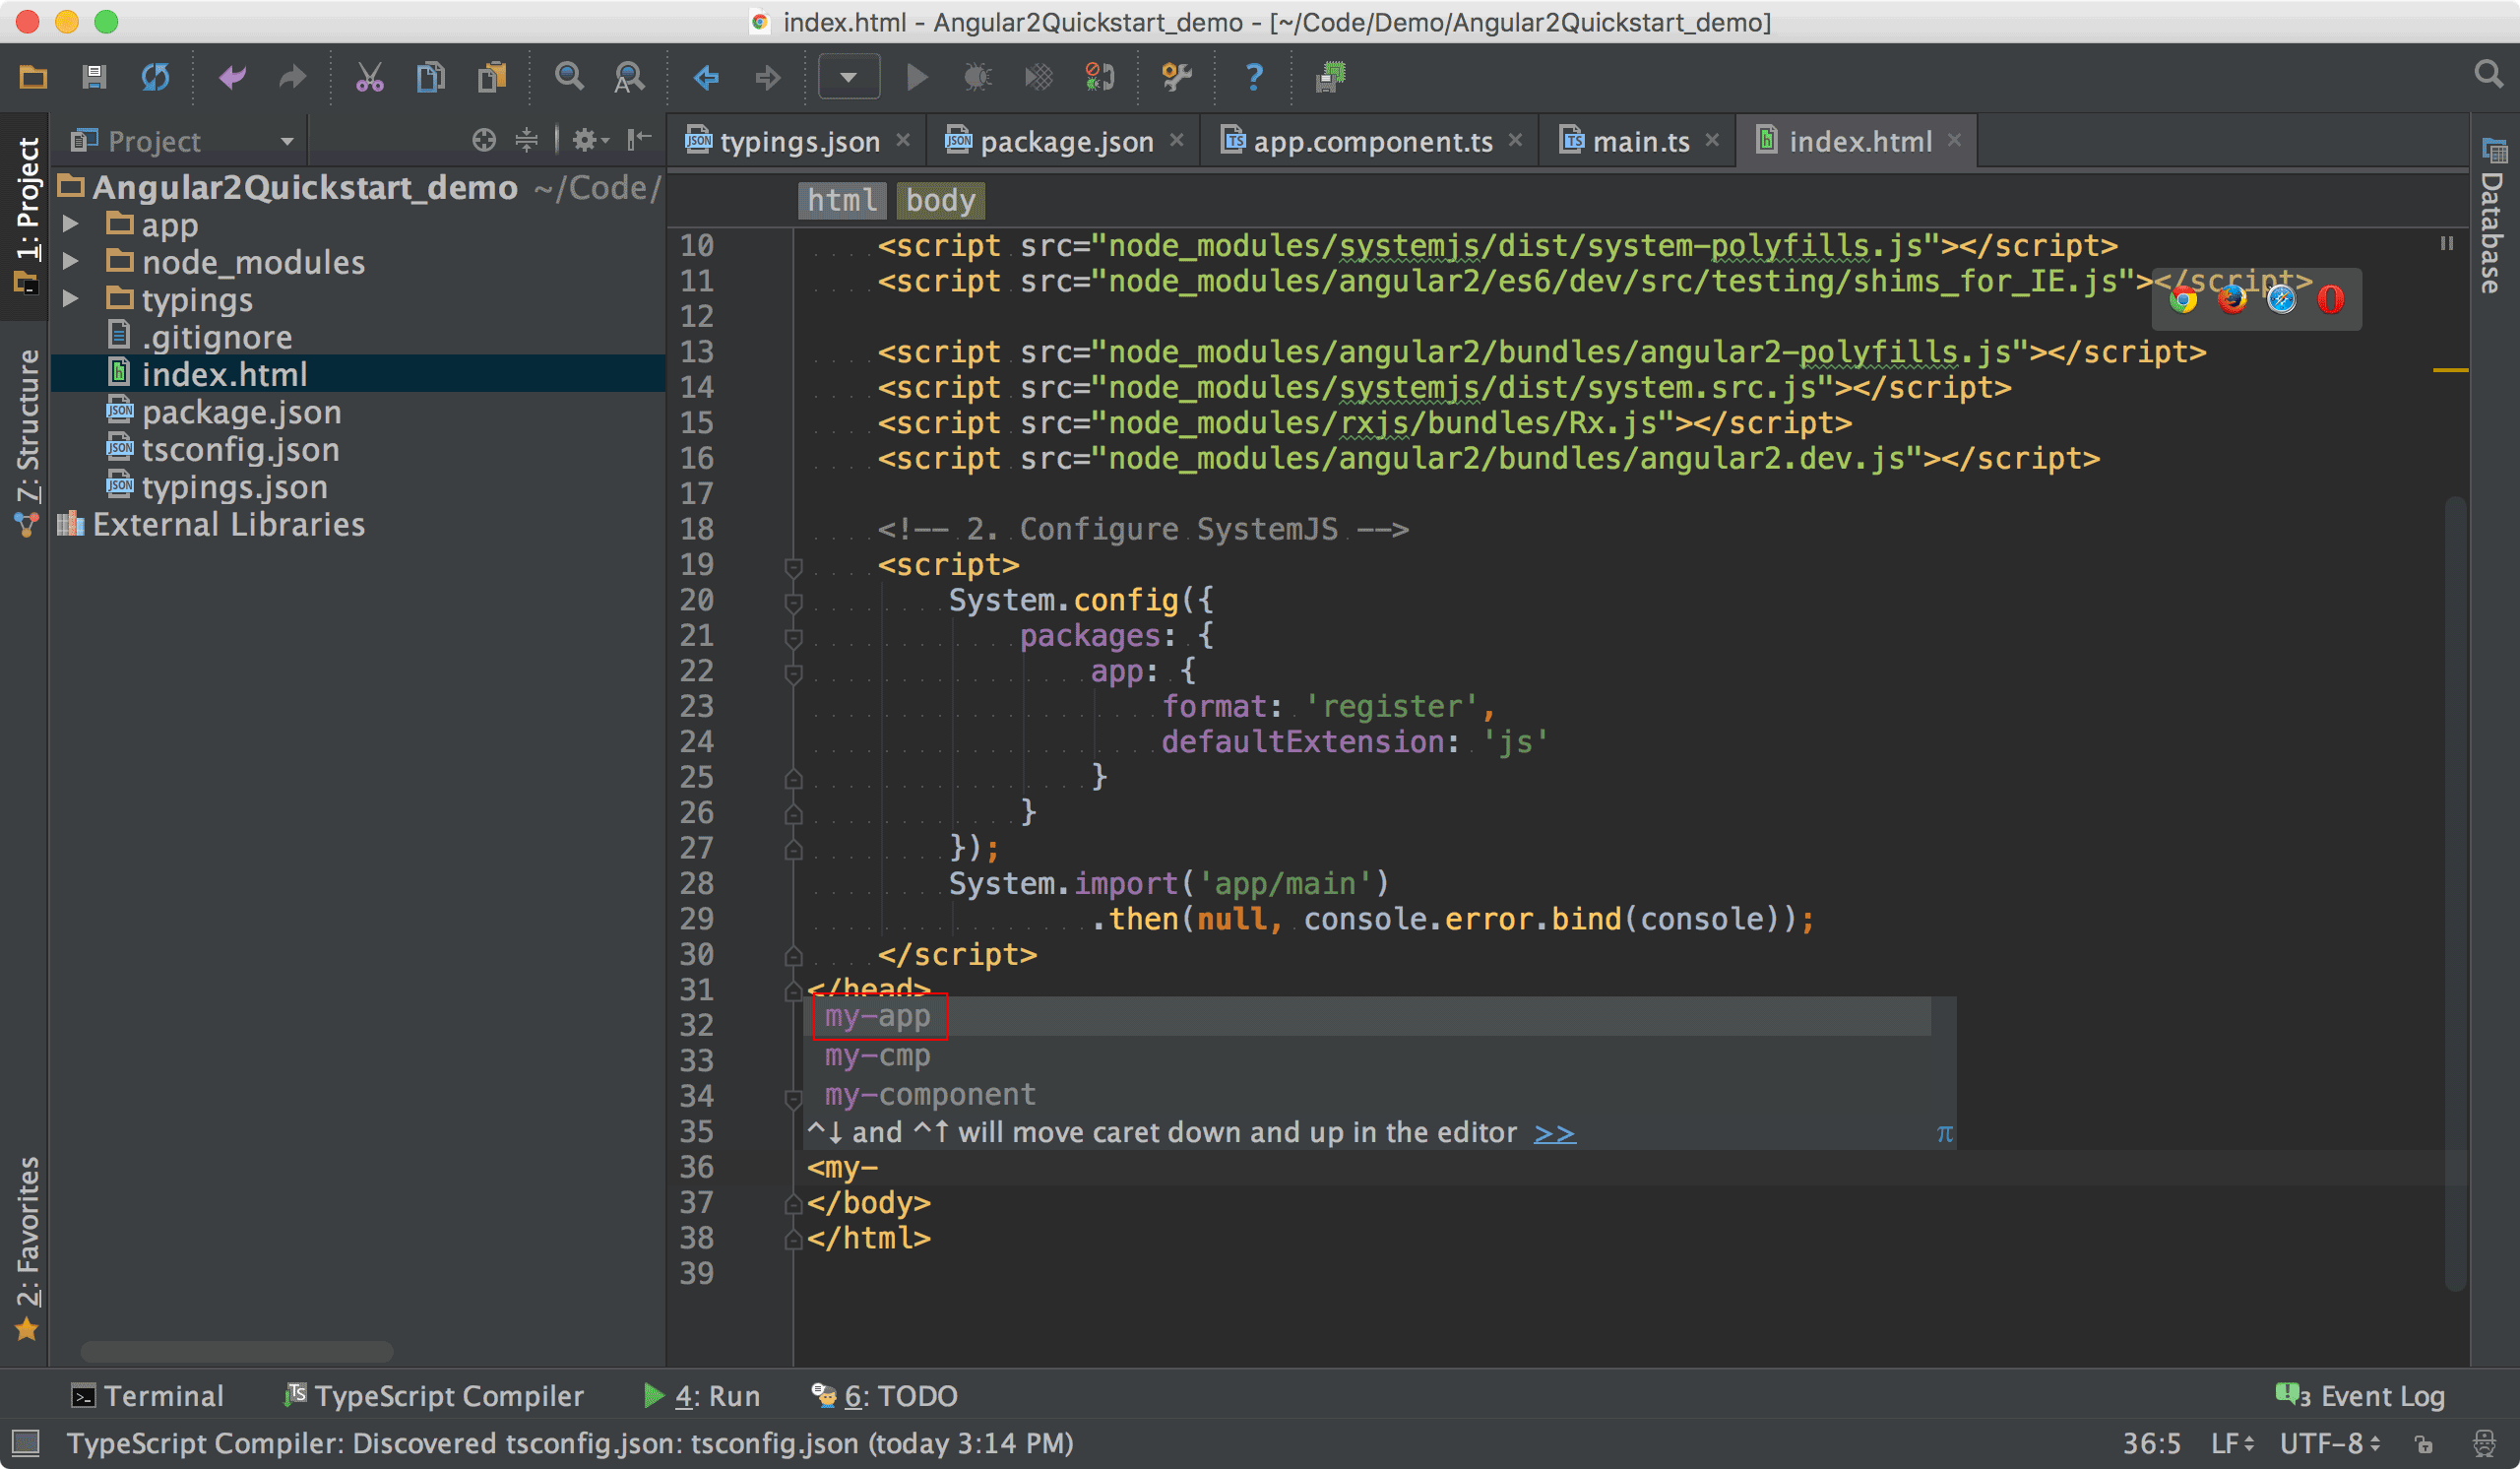 index.html - Angular2Quickstart_demo - [~/Code/Demo/Angular2Quickstart_demo]
Project
typings.json
package.json
app.component.ts
main.ts
index.html
1: Project
7: Structure
2: Favorites
Database
Angular2Quickstart_demo ~/Code/
app
node_modules
typings
.gitignore
index.html
package.json
tsconfig.json
typings.json
External Libraries
html body
10 <script src="node_modules/systemjs/dist/system-polyfills.js"></script>
11 <script src="node_modules/angular2/es6/dev/src/testing/shims_for_IE.js"></script>
12
13 <script src="node_modules/angular2/bundles/angular2-polyfills.js"></script>
14 <script src="node_modules/systemjs/dist/system.src.js"></script>
15 <script src="node_modules/rxjs/bundles/Rx.js"></script>
16 <script src="node_modules/angular2/bundles/angular2.dev.js"></script>
17
18 <!-- 2. Configure SystemJS -->
19 <script>
20 System.config({
21 packages: {
22 app: {
23 format: 'register',
24 defaultExtension: 'js'
25 }
26 }
27 });
28 System.import('app/main')
29 .then(null, console.error.bind(console));
30 </script>
31 </head>
32 my-app
33 my-cmp
34 my-component
35 ^↓ and ^↑ will move caret down and up in the editor >> π
36 <my-
37 </body>
38 </html>
39
Terminal
TypeScript Compiler
4: Run
6: TODO
3 Event Log
TypeScript Compiler: Discovered tsconfig.json: tsconfig.json (today 3:14 PM)
36:5 LF UTF-8